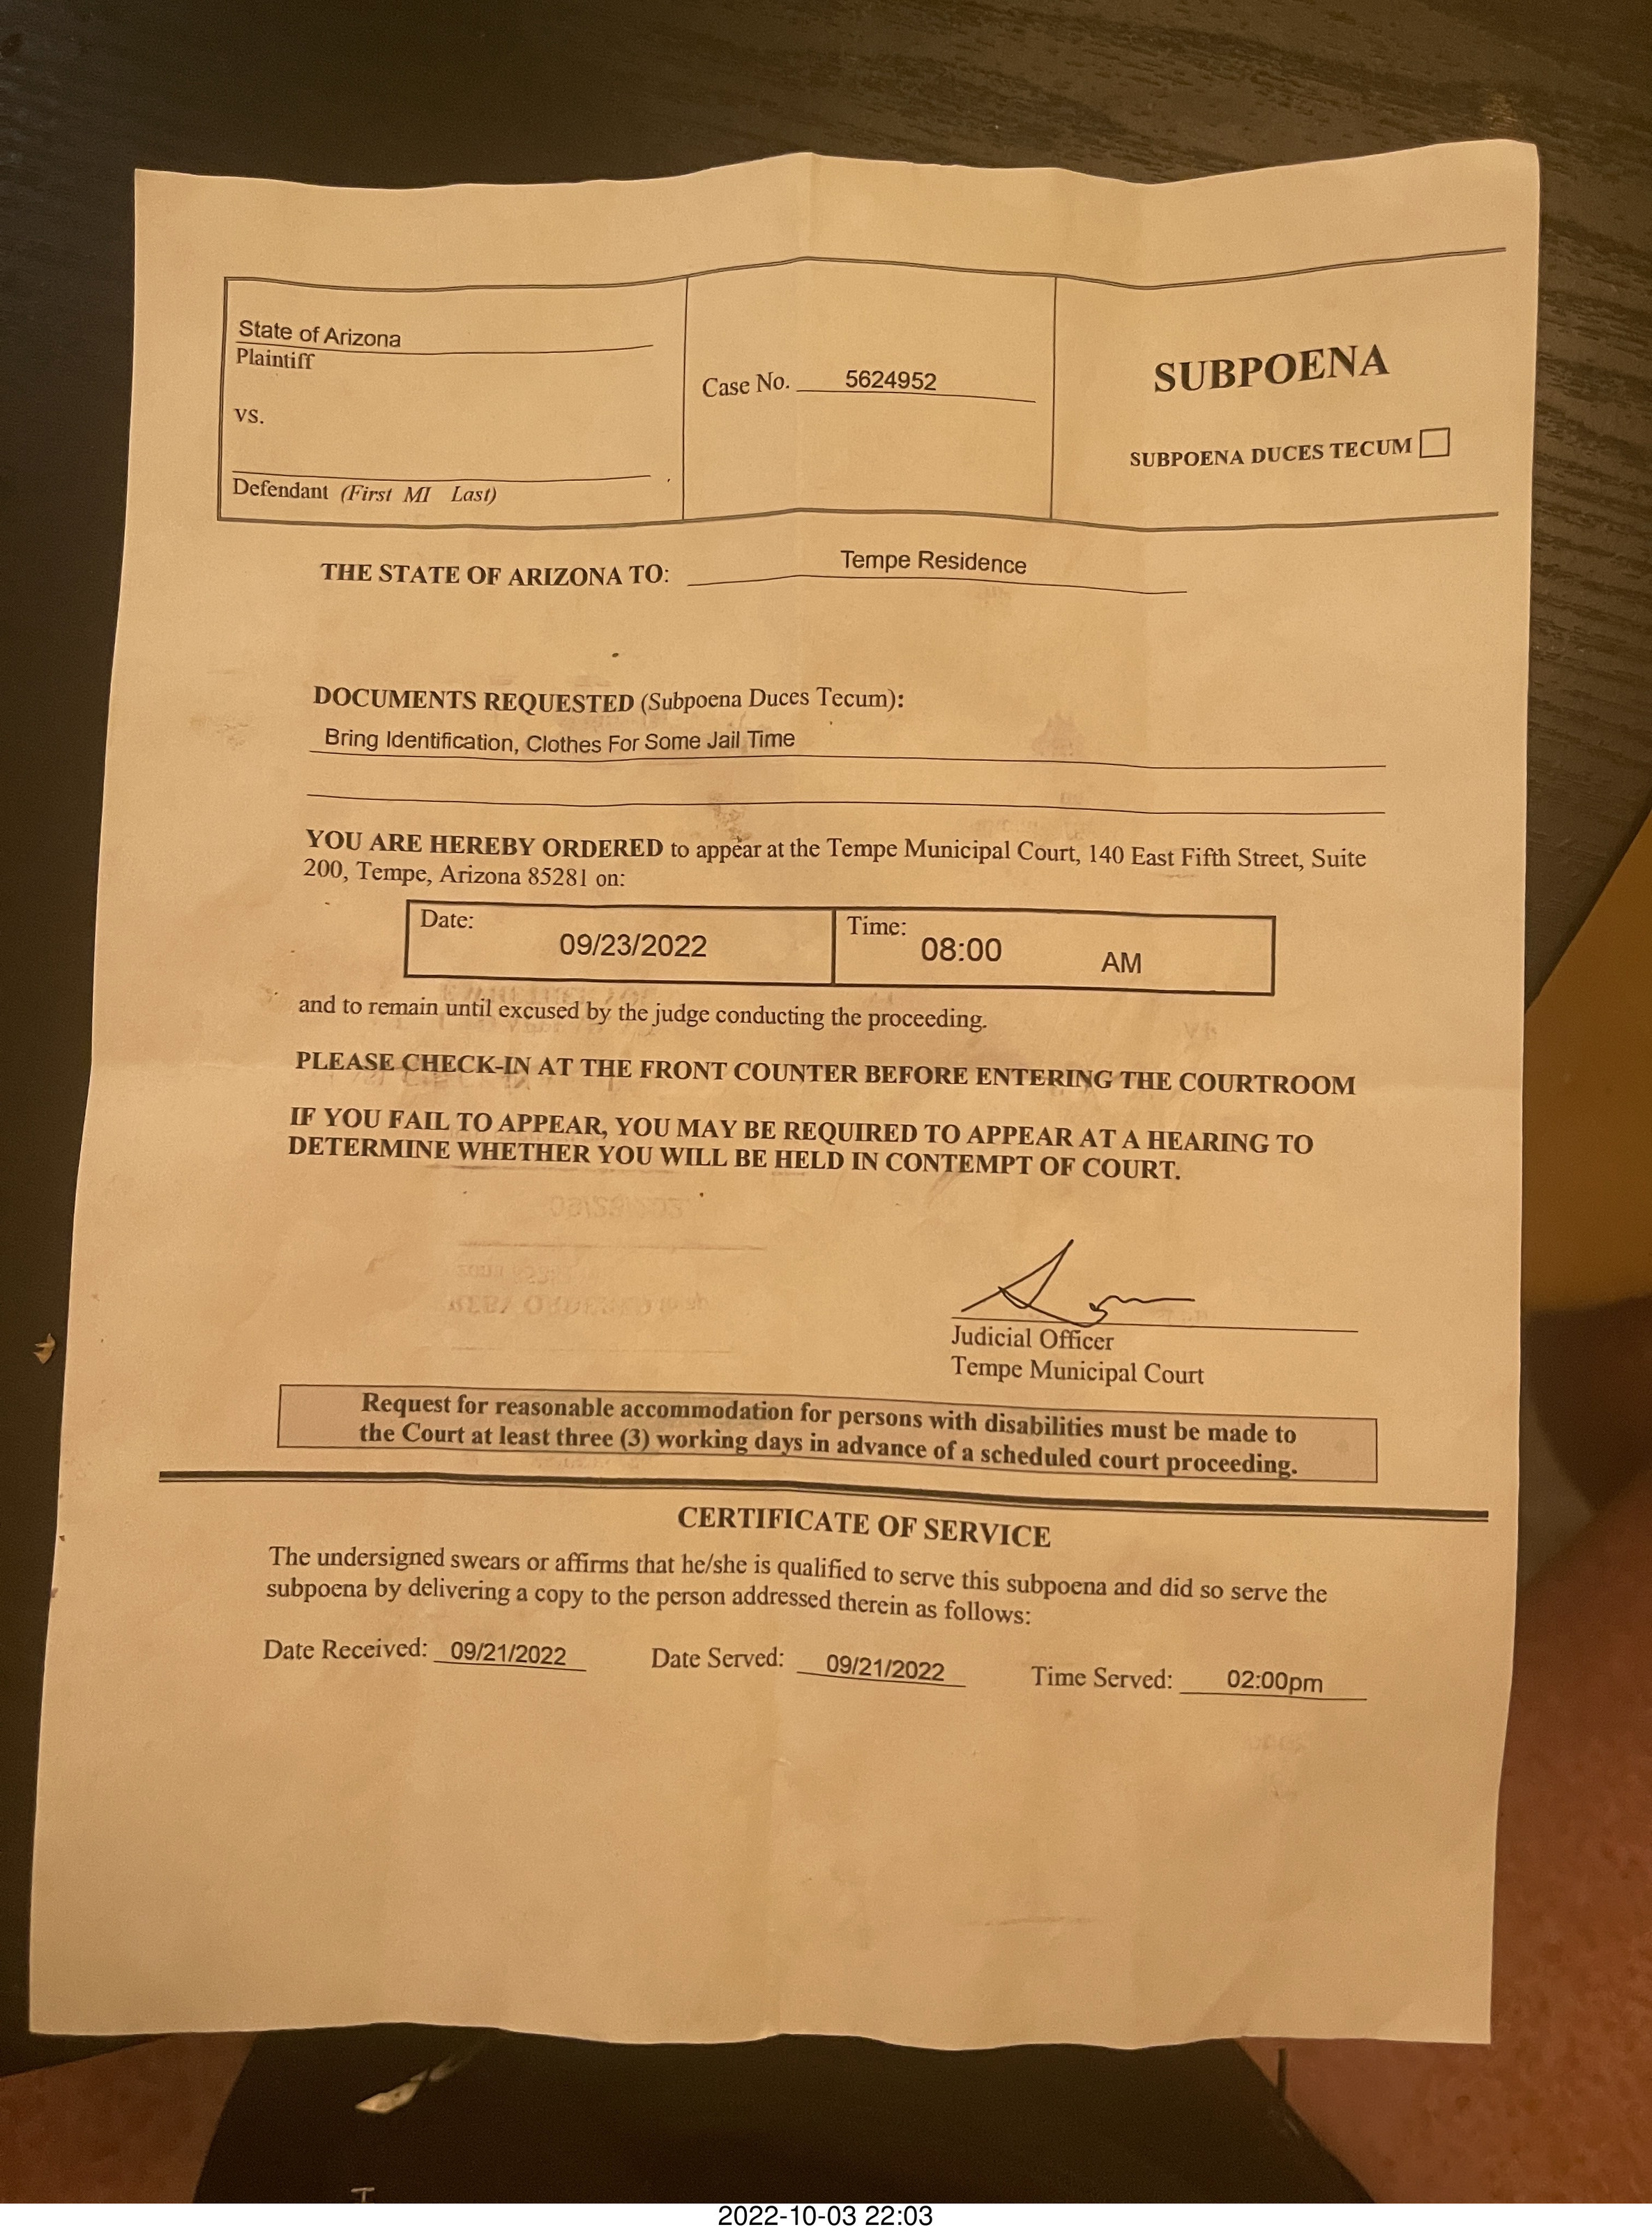 State of Arizona
Plaintiff
vs.
Defendant (First MI Last)
Case No. 5624952
SUBPOENA
SUBPOENA DUCES TECUM
THE STATE OF ARIZONA TO: Tempe Residence
DOCUMENTS REQUESTED (Subpoena Duces Tecum):
Bring Identification, Clothes For Some Jail Time
YOU ARE HEREBY ORDERED to appear at the Tempe Municipal Court, 140 East Fifth Street, Suite
200, Tempe, Arizona 85281 on:
Date: 09/23/2022
Time: 08:00 AM
and to remain until excused by the judge conducting the proceeding.
PLEASE CHECK-IN AT THE FRONT COUNTER BEFORE ENTERING THE COURTROOM
IF YOU FAIL TO APPEAR, YOU MAY BE REQUIRED TO APPEAR AT A HEARING TO
DETERMINE WHETHER YOU WILL BE HELD IN CONTEMPT OF COURT.
Judicial Officer
Tempe Municipal Court
Request for reasonable accommodation for persons with disabilities must be made to
the Court at least three (3) working days in advance of a scheduled court proceeding.
CERTIFICATE OF SERVICE
The undersigned swears or affirms that he/she is qualified to serve this subpoena and did so serve the
subpoena by delivering a copy to the person addressed therein as follows:
Date Received: 09/21/2022 Date Served: 09/21/2022 Time Served: 02:00pm
2022-10-03 22:03